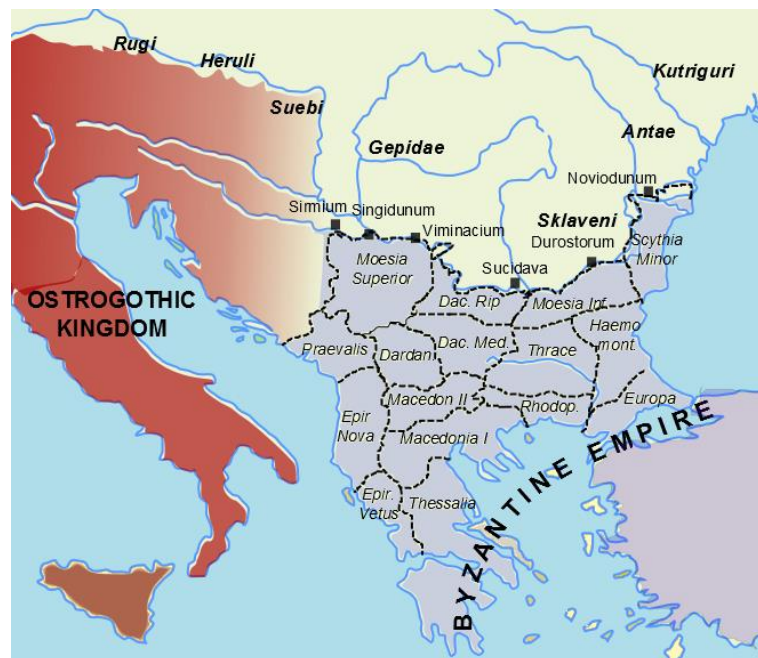 Rugi
Heruli
Kutriguri
Suebi
Antae
Gepidae
Noviodunum
Sirmium
Singidunum
Sklaveni
Viminacium
Durostorum
Scythia
Minor
Moesia
Superior
Sucidava
OSTROGOTHIC
KINGDOM
Dac. Rip
Moesia Inf.
Haemo
mont.
Praevalis
Dardan
Dac. Med.
Thrace
Macedon II
Rhodop.
Europa
Epir
Nova
Macedonia I
Epir.
Vetus
Thessalia
BYZANTINE EMPIRE